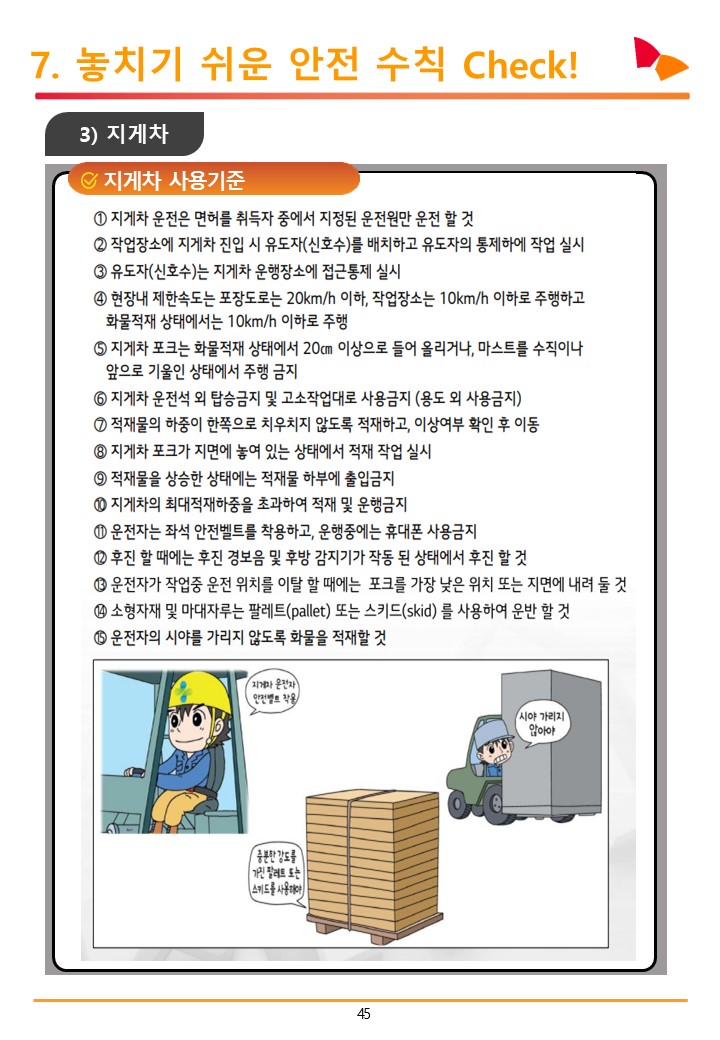 7. 놓치기 쉬운 안전 수칙 Check!
3) 지게차
지게차 사용기준
① 지게차 운전은 면허를 취득자 중에서 지정된 운전원만 운전 할 것
② 작업장소에 지게차 진입 시 유도자(신호수)를 배치하고 유도자의 통제하에 작업 실시
③ 유도자(신호수)는 지게차 운행장소에 접근통제 실시
④ 현장내 제한속도는 포장도로는 20km/h 이하, 작업장소는 10km/h 이하로 주행하고
화물적재 상태에서는 10km/h 이하로 주행
⑤ 지게차 포크는 화물적재 상태에서 20㎝ 이상으로 들어 올리거나, 마스트를 수직이나
앞으로 기울인 상태에서 주행 금지
⑥ 지게차 운전석 외 탑승금지 및 고소작업대로 사용금지 (용도 외 사용금지)
⑦ 적재물의 하중이 한쪽으로 치우치지 않도록 적재하고, 이상여부 확인 후 이동
⑧ 지게차 포크가 지면에 놓여 있는 상태에서 적재 작업 실시
⑨ 적재물을 상승한 상태에는 적재물 하부에 출입금지
⑩ 지게차의 최대적재하중을 초과하여 적재 및 운행금지
⑪ 운전자는 좌석 안전벨트를 착용하고, 운행중에는 휴대폰 사용금지
⑫ 후진 할 때에는 후진 경보음 및 후방 감지기가 작동 된 상태에서 후진 할 것
⑬ 운전자가 작업중 운전 위치를 이탈 할 때에는 포크를 가장 낮은 위치 또는 지면에 내려 둘 것
⑭ 소형자재 및 마대자루는 팔레트(pallet) 또는 스키드(skid) 를 사용하여 운반 할 것
⑮ 운전자의 시야를 가리지 않도록 화물을 적재할 것
지게차 운전자
안전벨트 착용
시야 가리지
않아야
충분한 강도를
가진 팔레트 또는
스키드를 사용해야
45